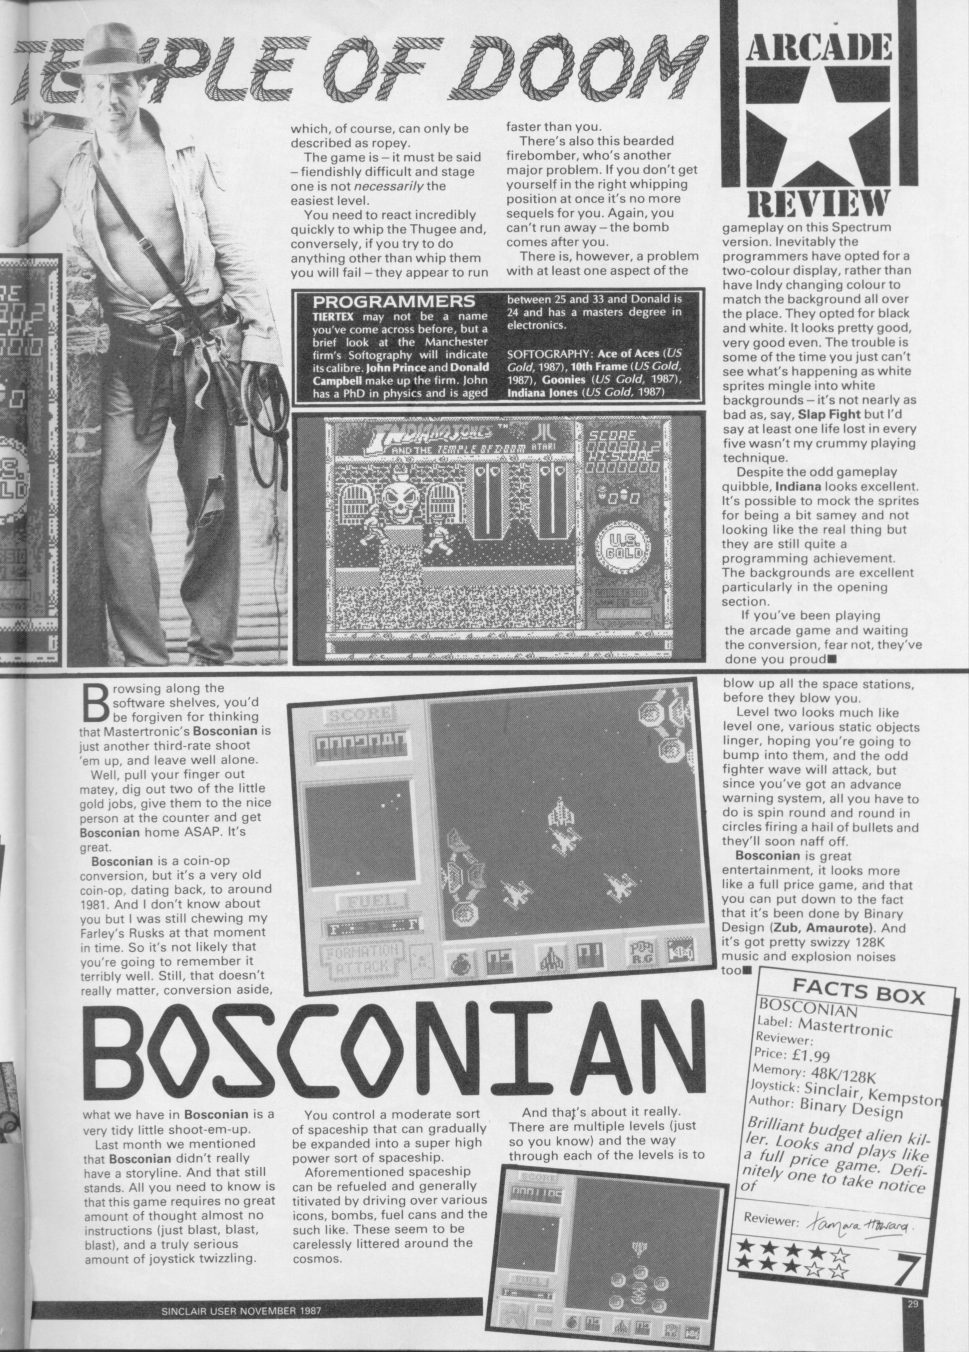 TEMPLE OF DOOM
which, of course, can only be
described as ropey.
The game is – it must be said
– fiendishly difficult and stage
one is not necessarily the
easiest level.
You need to react incredibly
quickly to whip the Thugee and,
conversely, if you try to do
anything other than whip them
you will fail – they appear to run
faster than you.
There's also this bearded
firebomber, who's another
major problem. If you don't get
yourself in the right whipping
position at once it's no more
sequels for you. Again, you
can't run away – the bomb
comes after you.
There is, however, a problem
with at least one aspect of the
ARCADE
REVIEW
gameplay on this Spectrum
version. Inevitably the
programmers have opted for a
two-colour display, rather than
have Indy changing colour to
match the background all over
the place. They opted for black
and white. It looks pretty good,
very good even. The trouble is
some of the time you just can't
see what's happening as white
sprites mingle into white
backgrounds – it's not nearly as
bad as, say, Slap Fight but I'd
say at least one life lost in every
five wasn't my crummy playing
technique.
Despite the odd gameplay
quibble, Indiana looks excellent.
It's possible to mock the sprites
for being a bit samey and not
looking like the real thing but
they are still quite a
programming achievement.
The backgrounds are excellent
particularly in the opening
section.
If you've been playing
the arcade game and waiting
the conversion, fear not, they've
done you proud■
PROGRAMMERS
TIERTEX may not be a name
you've come across before, but a
brief look at the Manchester
firm's Softography will indicate
its calibre. John Prince and Donald
Campbell make up the firm. John
has a PhD in physics and is aged
between 25 and 33 and Donald is
24 and has a masters degree in
electronics.
SOFTOGRAPHY: Ace of Aces (US
Gold, 1987), 10th Frame (US Gold,
1987), Goonies (US Gold, 1987),
Indiana Jones (US Gold, 1987)
INDIANA JONES™
AND THE TEMPLE OF DOOM
ATARI
SCORE
HI-SCORE
0000000
U.S.
GOLD
Browsing along the
software shelves, you'd
be forgiven for thinking
that Mastertronic's Bosconian is
just another third-rate shoot
'em up, and leave well alone.
Well, pull your finger out
matey, dig out two of the little
gold jobs, give them to the nice
person at the counter and get
Bosconian home ASAP. It's
great.
Bosconian is a coin-op
conversion, but it's a very old
coin-op, dating back, to around
1981. And I don't know about
you but I was still chewing my
Farley's Rusks at that moment
in time. So it's not likely that
you're going to remember it
terribly well. Still, that doesn't
really matter, conversion aside,
SCORE
FUEL
F
FORMATION
ATTACK
BOSCONIAN
what we have in Bosconian is a
very tidy little shoot-em-up.
Last month we mentioned
that Bosconian didn't really
have a storyline. And that still
stands. All you need to know is
that this game requires no great
amount of thought almost no
instructions (just blast, blast,
blast), and a truly serious
amount of joystick twizzling.
You control a moderate sort
of spaceship that can gradually
be expanded into a super high
power sort of spaceship.
Aforementioned spaceship
can be refueled and generally
titivated by driving over various
icons, bombs, fuel cans and the
such like. These seem to be
carelessly littered around the
cosmos.
And that's about it really.
There are multiple levels (just
so you know) and the way
through each of the levels is to
SCORE
FUEL
blow up all the space stations,
before they blow you.
Level two looks much like
level one, various static objects
linger, hoping you're going to
bump into them, and the odd
fighter wave will attack, but
since you've got an advance
warning system, all you have to
do is spin round and round in
circles firing a hail of bullets and
they'll soon naff off.
Bosconian is great
entertainment, it looks more
like a full price game, and that
you can put down to the fact
that it's been done by Binary
Design (Zub, Amaurote). And
it's got pretty swizzy 128K
music and explosion noises
too■
FACTS BOX
BOSCONIAN
Label: Mastertronic
Reviewer:
Price: £1.99
Memory: 48K/128K
Joystick: Sinclair, Kempston
Author: Binary Design
Brilliant budget alien kil-
ler. Looks and plays like
a full price game. Defi-
nitely one to take notice
of
Reviewer: Tamara Howard.
7
SINCLAIR USER NOVEMBER 1987
29